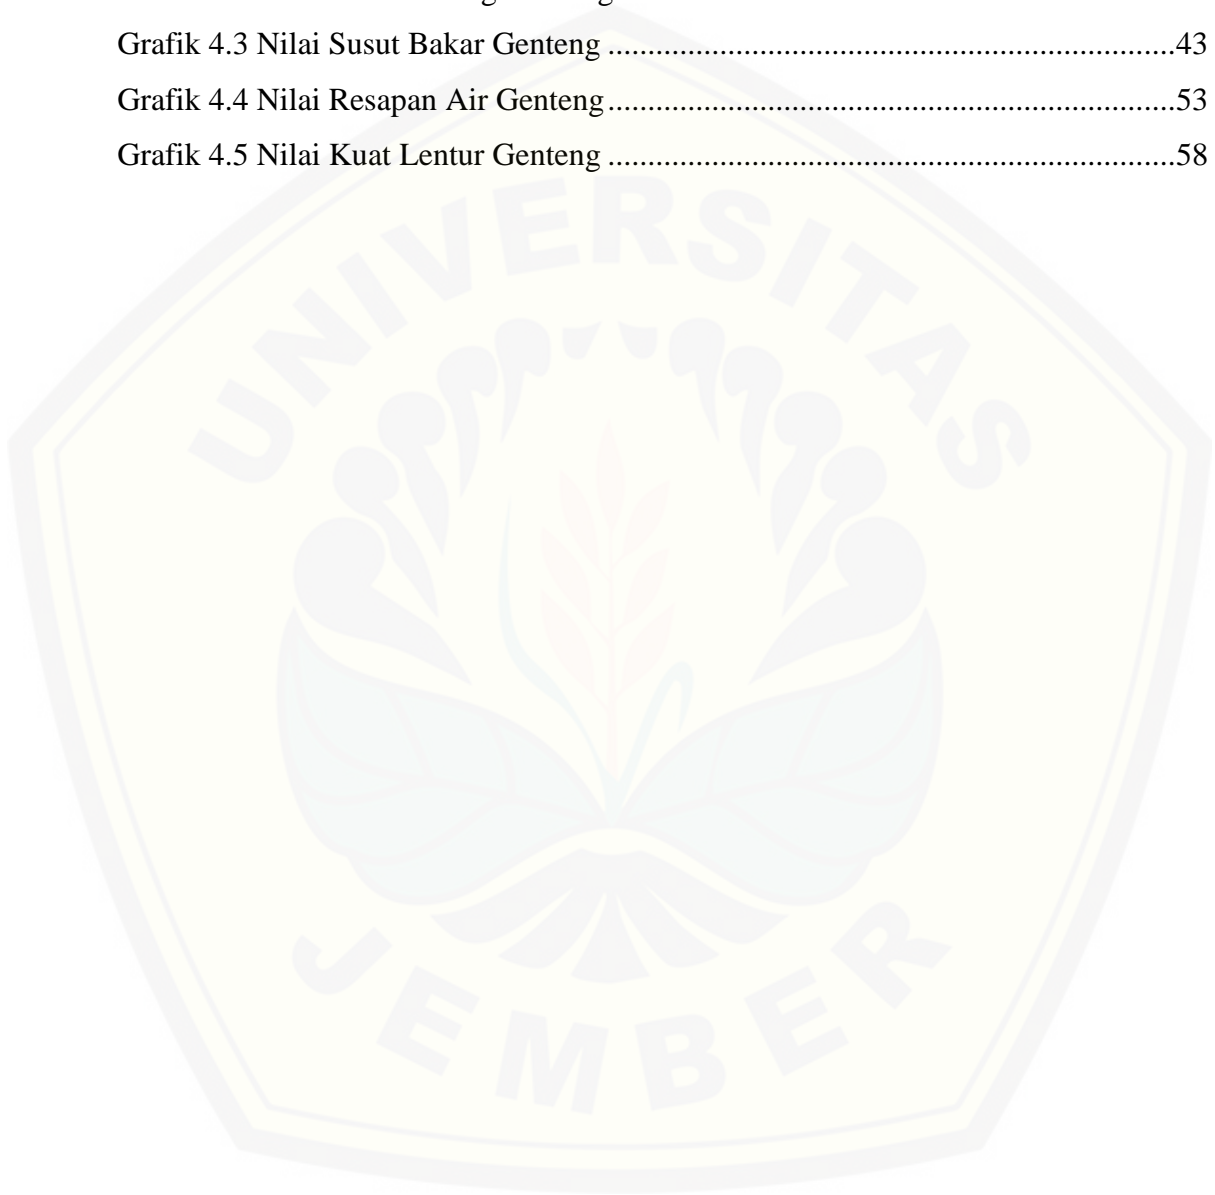 Grafik 4.3 Nilai Susut Bakar Genteng ........................................................................43
Grafik 4.4 Nilai Resapan Air Genteng........................................................................53
Grafik 4.5 Nilai Kuat Lentur Genteng ........................................................................58
UNIVERSITAS
JEMBER